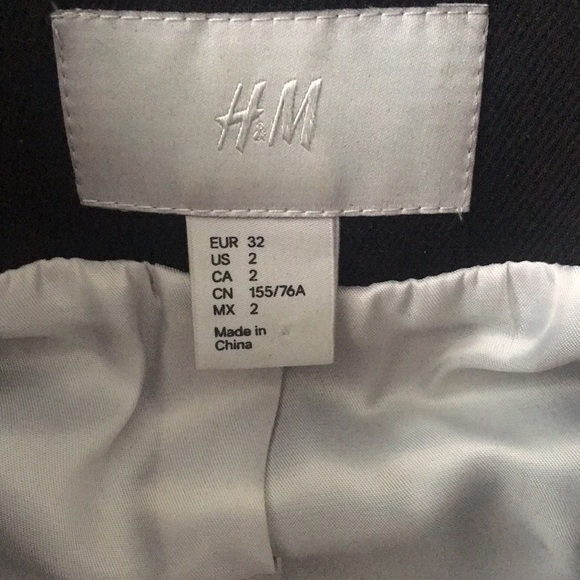 H&M
EUR 32
US 2
CA 2
CN 155/76A
MX 2
Made in
China